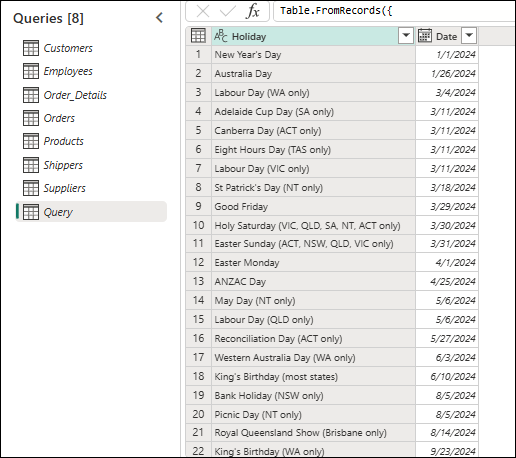 Queries [8]
Customers
Employees
Order_Details
Orders
Products
Shippers
Suppliers
Query
fx Table.FromRecords({
ABC Holiday Date
1 New Year's Day 1/1/2024
2 Australia Day 1/26/2024
3 Labour Day (WA only) 3/4/2024
4 Adelaide Cup Day (SA only) 3/11/2024
5 Canberra Day (ACT only) 3/11/2024
6 Eight Hours Day (TAS only) 3/11/2024
7 Labour Day (VIC only) 3/11/2024
8 St Patrick's Day (NT only) 3/18/2024
9 Good Friday 3/29/2024
10 Holy Saturday (VIC, QLD, SA, NT, ACT only) 3/30/2024
11 Easter Sunday (ACT, NSW, QLD, VIC only) 3/31/2024
12 Easter Monday 4/1/2024
13 ANZAC Day 4/25/2024
14 May Day (NT only) 5/6/2024
15 Labour Day (QLD only) 5/6/2024
16 Reconciliation Day (ACT only) 5/27/2024
17 Western Australia Day (WA only) 6/3/2024
18 King's Birthday (most states) 6/10/2024
19 Bank Holiday (NSW only) 8/5/2024
20 Picnic Day (NT only) 8/5/2024
21 Royal Queensland Show (Brisbane only) 8/14/2024
22 King's Birthday (WA only) 9/23/2024